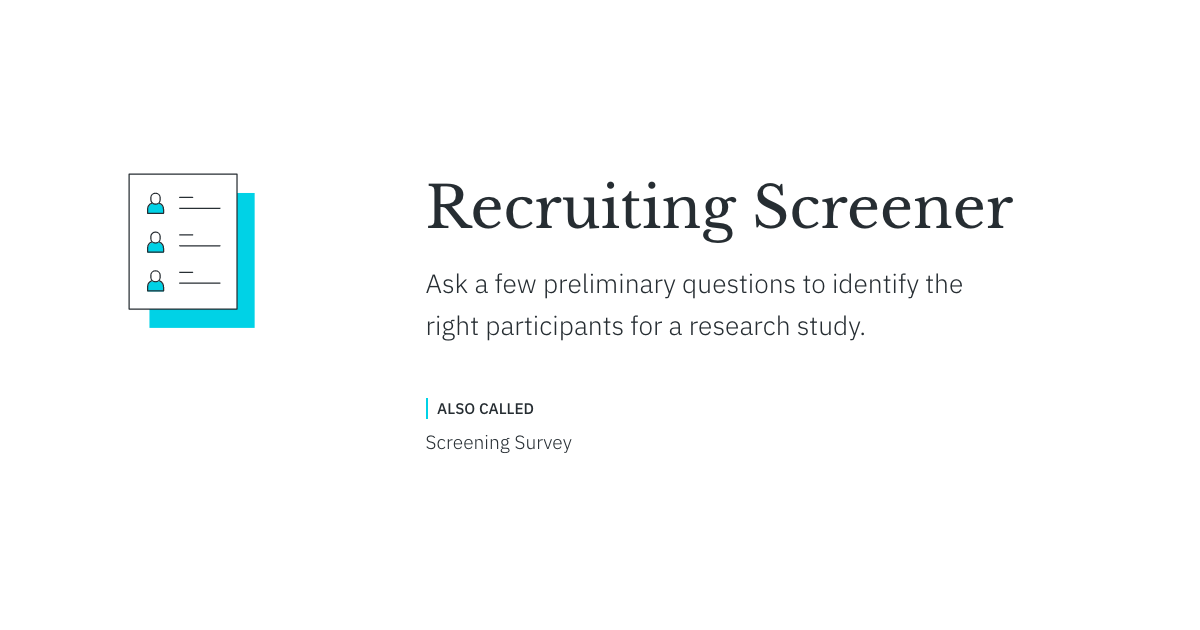 Recruiting Screener
Ask a few preliminary questions to identify the
right participants for a research study.
ALSO CALLED
Screening Survey